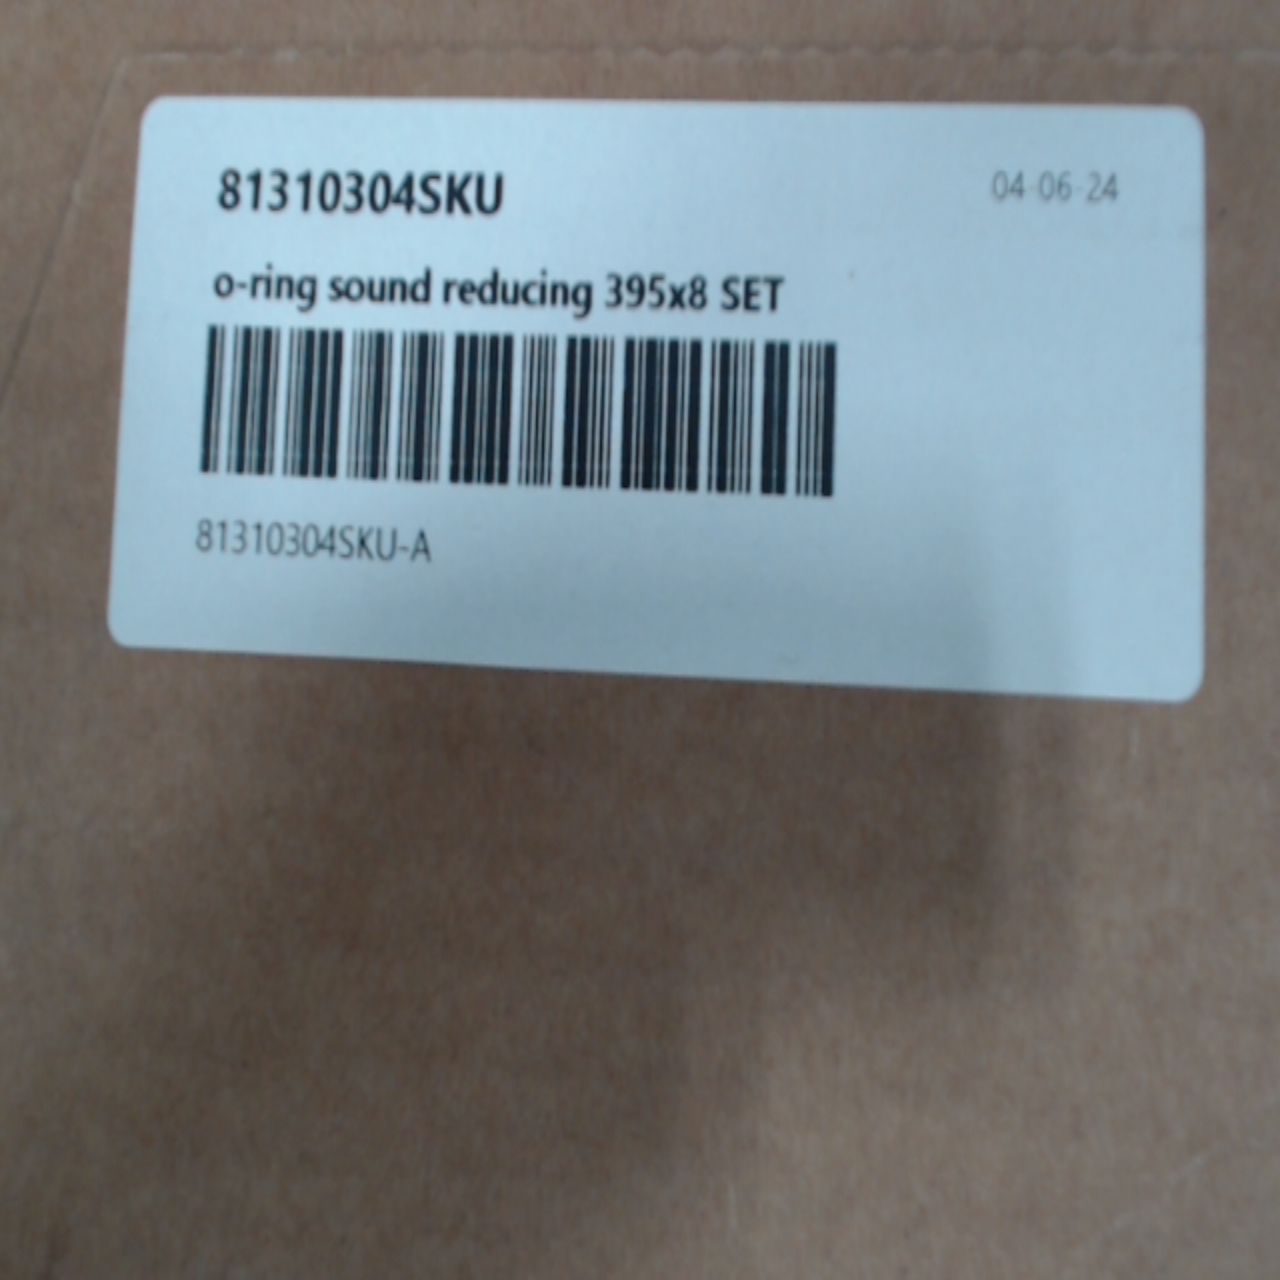 81310304SKU
04-06-24
o-ring sound reducing 395x8 SET
81310304SKU-A